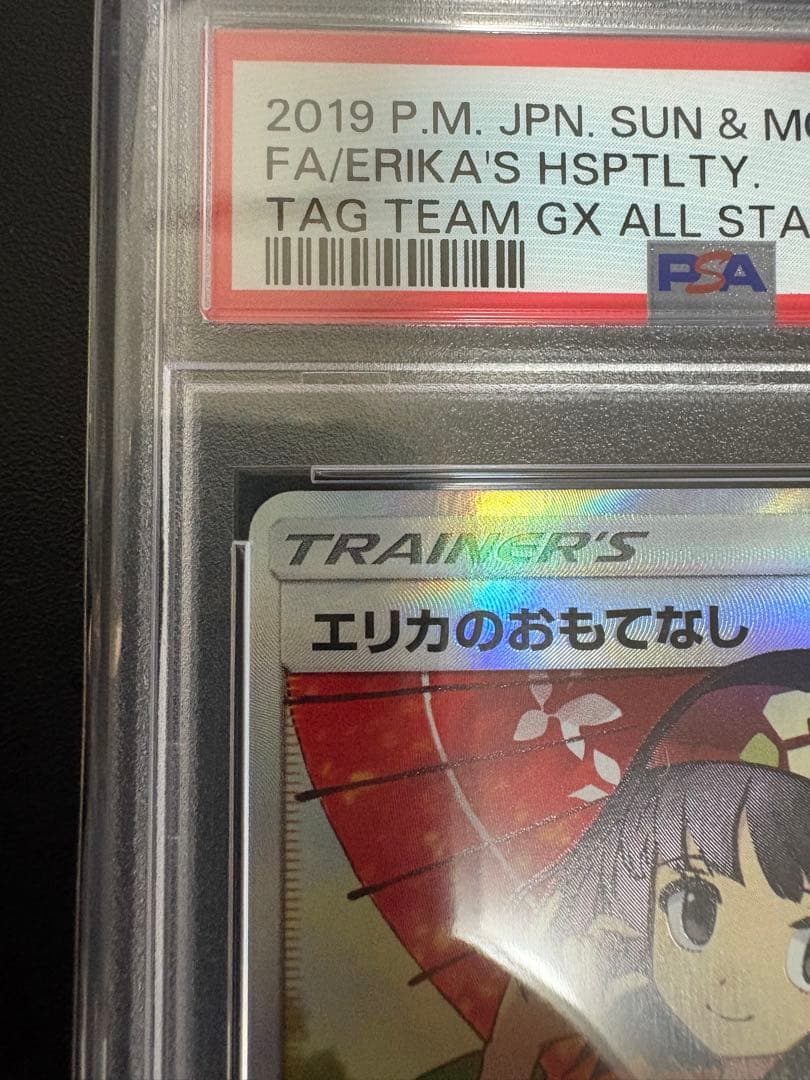 2019 P.M. JPN. SUN & MO
FA/ERIKA'S HSPTLTY.
TAG TEAM GX ALL STA
PSA
TRAINER'S
エリカのおもてなし